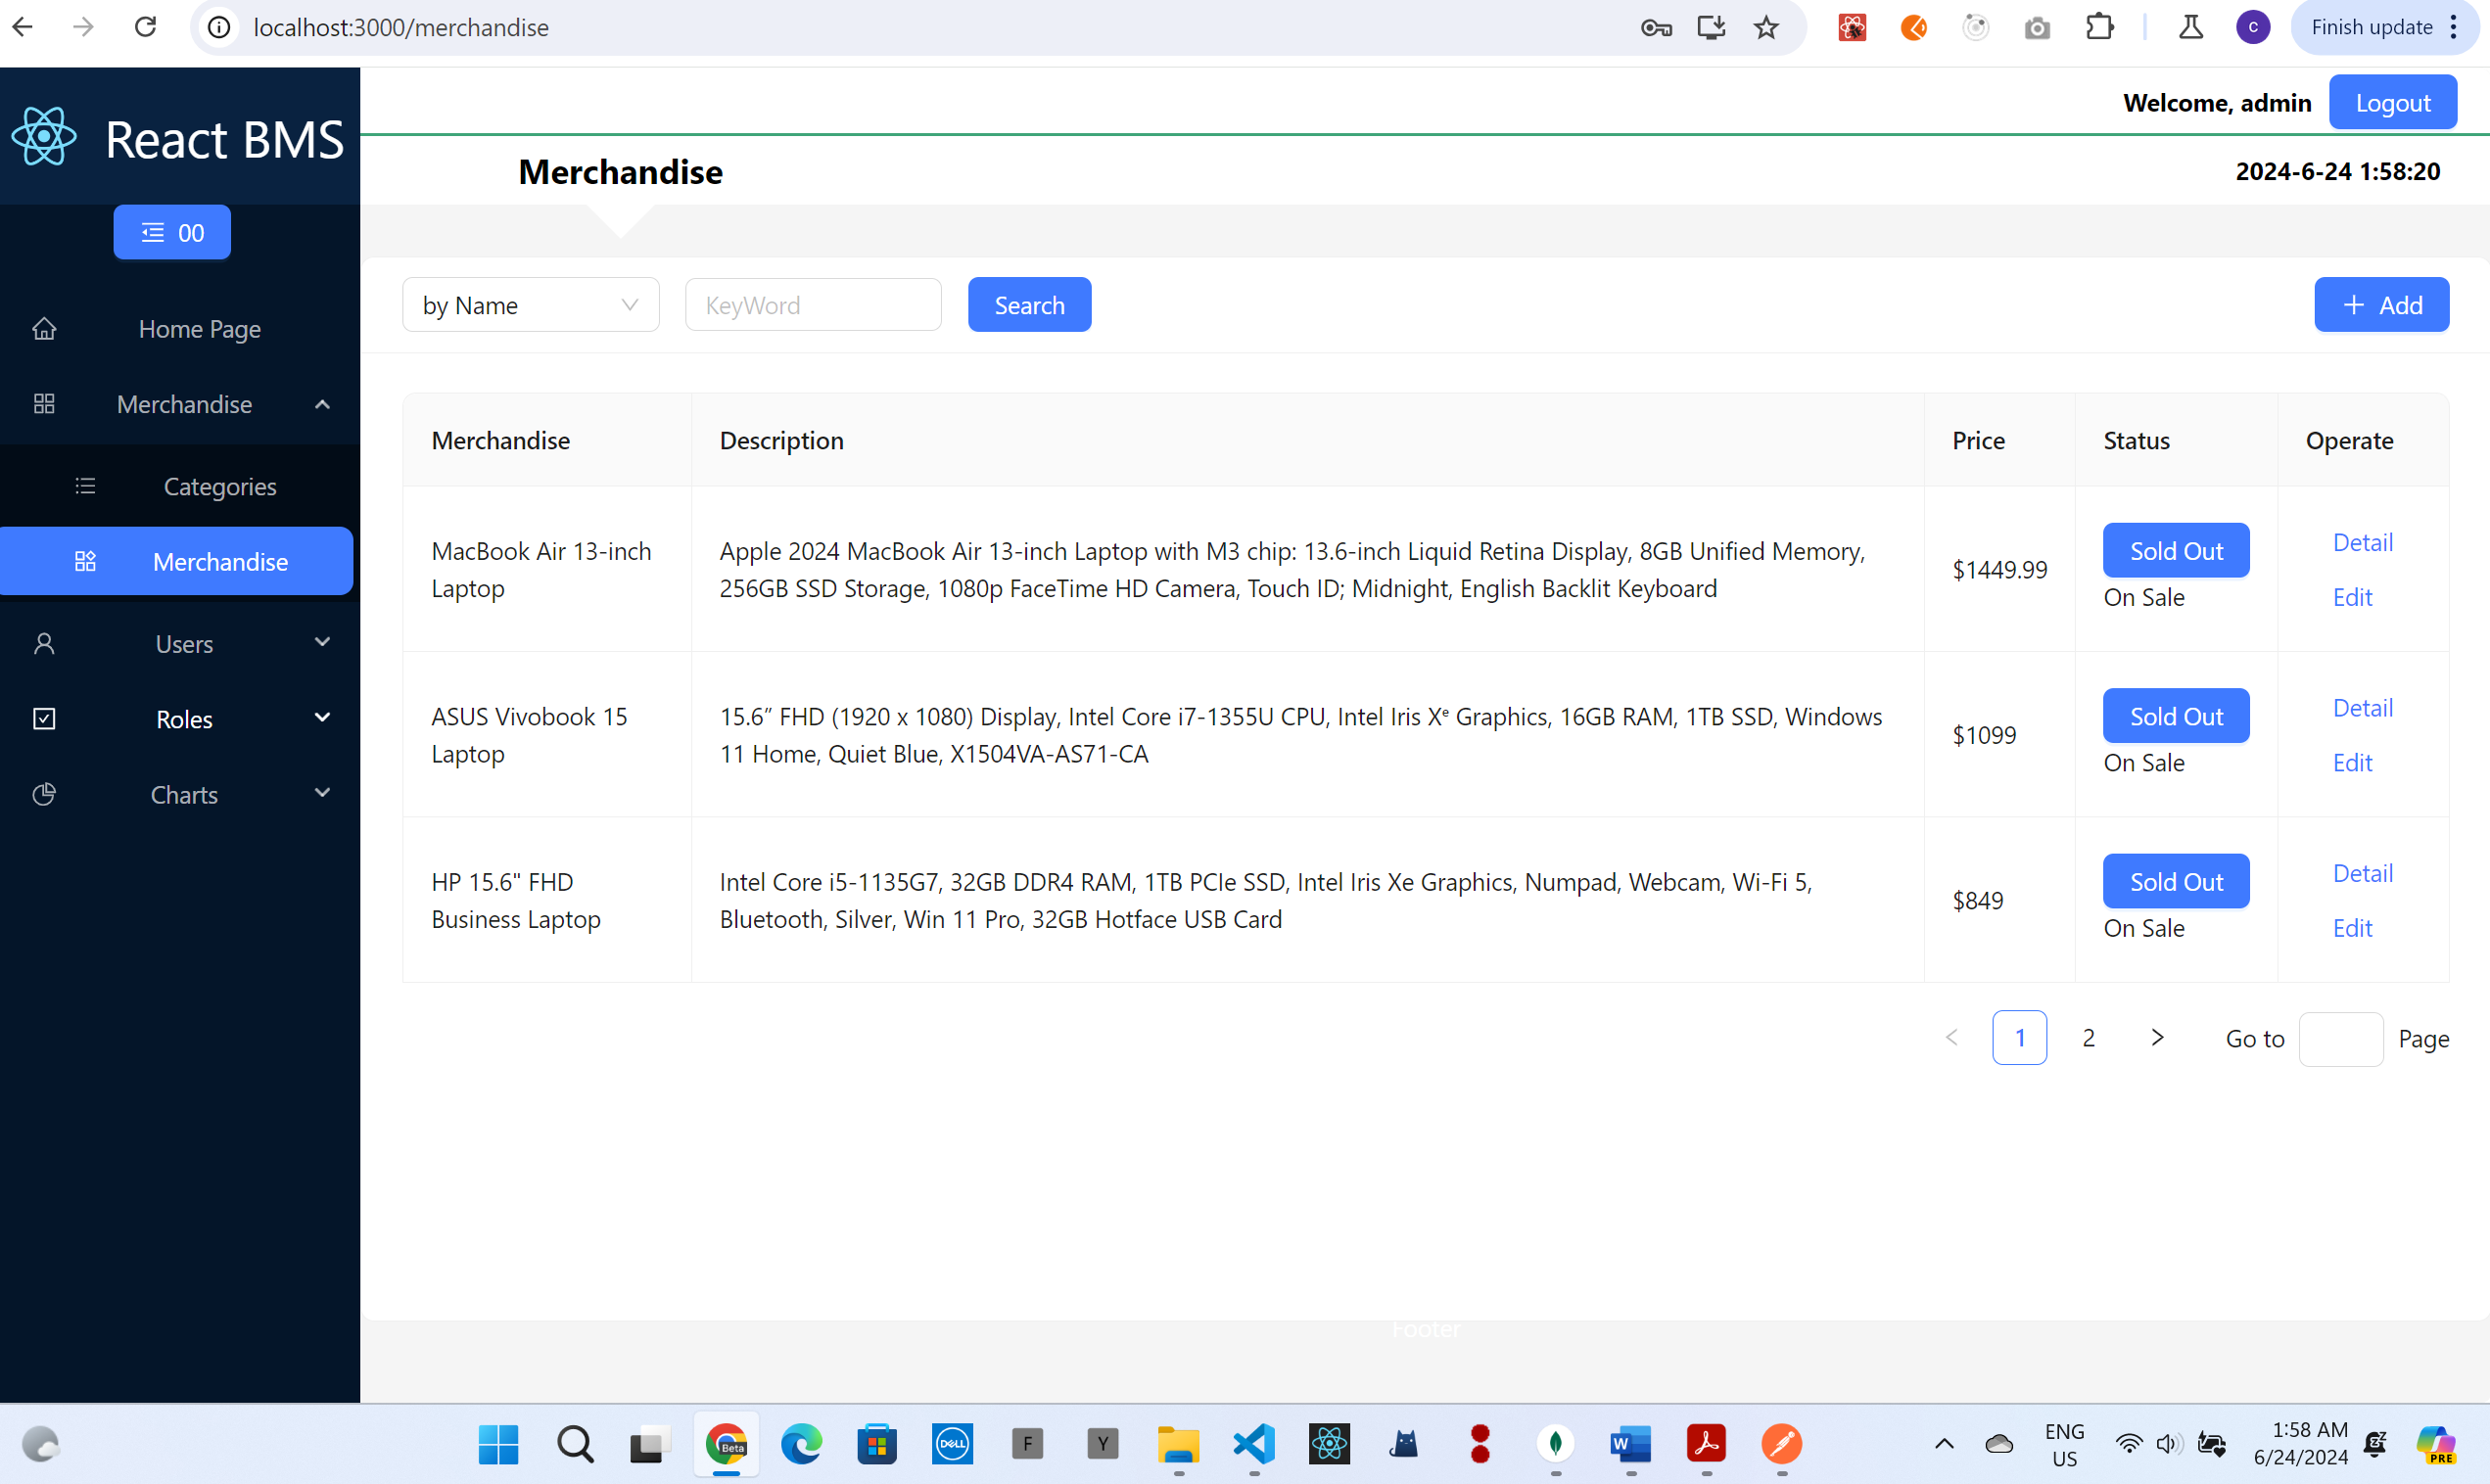 localhost:3000/merchandise
C
Finish update
React BMS
Welcome, admin
Logout
Merchandise
2024-6-24 1:58:20
00
Home Page
Merchandise
Categories
Merchandise
Users
Roles
Charts
by Name
KeyWord
Search
+ Add
Merchandise
Description
Price
Status
Operate
MacBook Air 13-inch
Laptop
Apple 2024 MacBook Air 13-inch Laptop with M3 chip: 13.6-inch Liquid Retina Display, 8GB Unified Memory,
256GB SSD Storage, 1080p FaceTime HD Camera, Touch ID; Midnight, English Backlit Keyboard
$1449.99
Sold Out
On Sale
Detail
Edit
ASUS Vivobook 15
Laptop
15.6” FHD (1920 x 1080) Display, Intel Core i7-1355U CPU, Intel Iris Xᵉ Graphics, 16GB RAM, 1TB SSD, Windows
11 Home, Quiet Blue, X1504VA-AS71-CA
$1099
Sold Out
On Sale
Detail
Edit
HP 15.6" FHD
Business Laptop
Intel Core i5-1135G7, 32GB DDR4 RAM, 1TB PCIe SSD, Intel Iris Xe Graphics, Numpad, Webcam, Wi-Fi 5,
Bluetooth, Silver, Win 11 Pro, 32GB Hotface USB Card
$849
Sold Out
On Sale
Detail
Edit
< 1 2 > Go to Page
Footer
Beta
DELL
F
Y
W
ENG
US
1:58 AM
6/24/2024
PRE